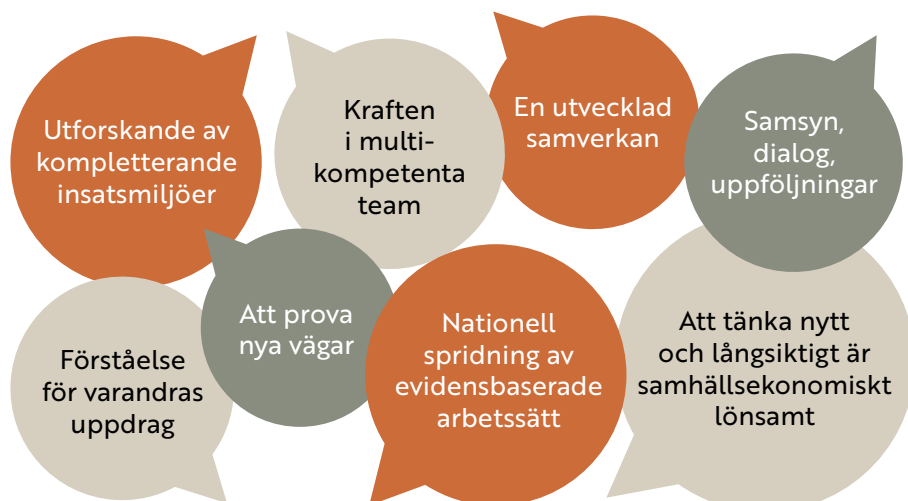 Utforskande av
kompletterande
insatsmiljöer
Kraften
i multi-
kompetenta
team
En utvecklad
samverkan
Samsyn,
dialog,
uppföljningar
Förståelse
för varandras
uppdrag
Att prova
nya vägar
Nationell
spridning av
evidensbaserade
arbetssätt
Att tänka nytt
och långsiktigt är
samhällsekonomiskt
lönsamt